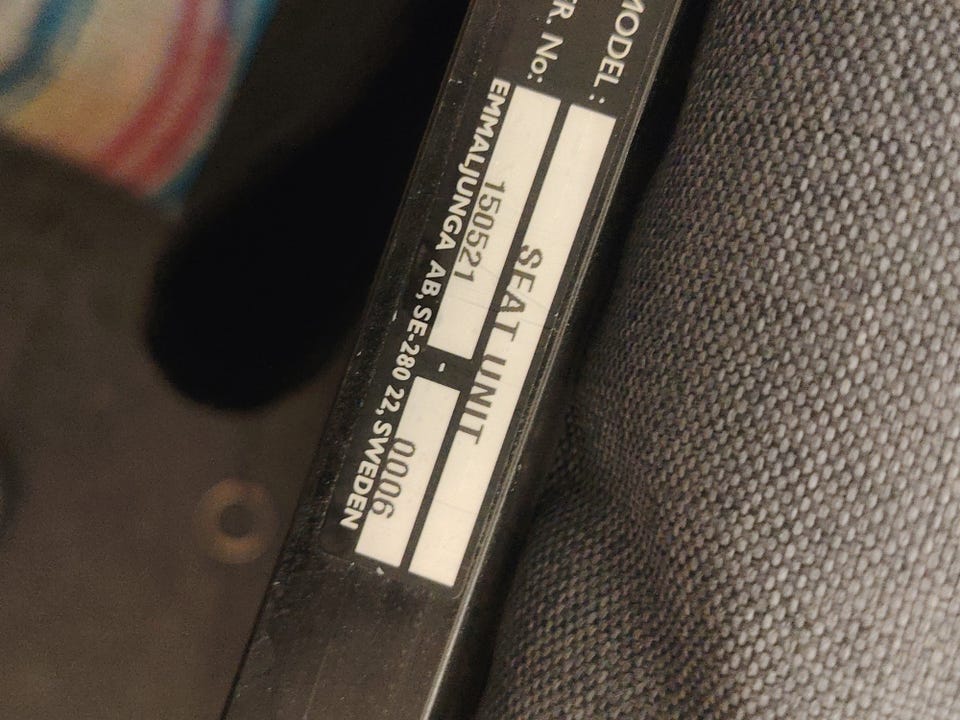 MODEL: SEAT UNIT
R. No: 150521 - 0006
EMMALJUNGA AB, SE-280 22, SWEDEN